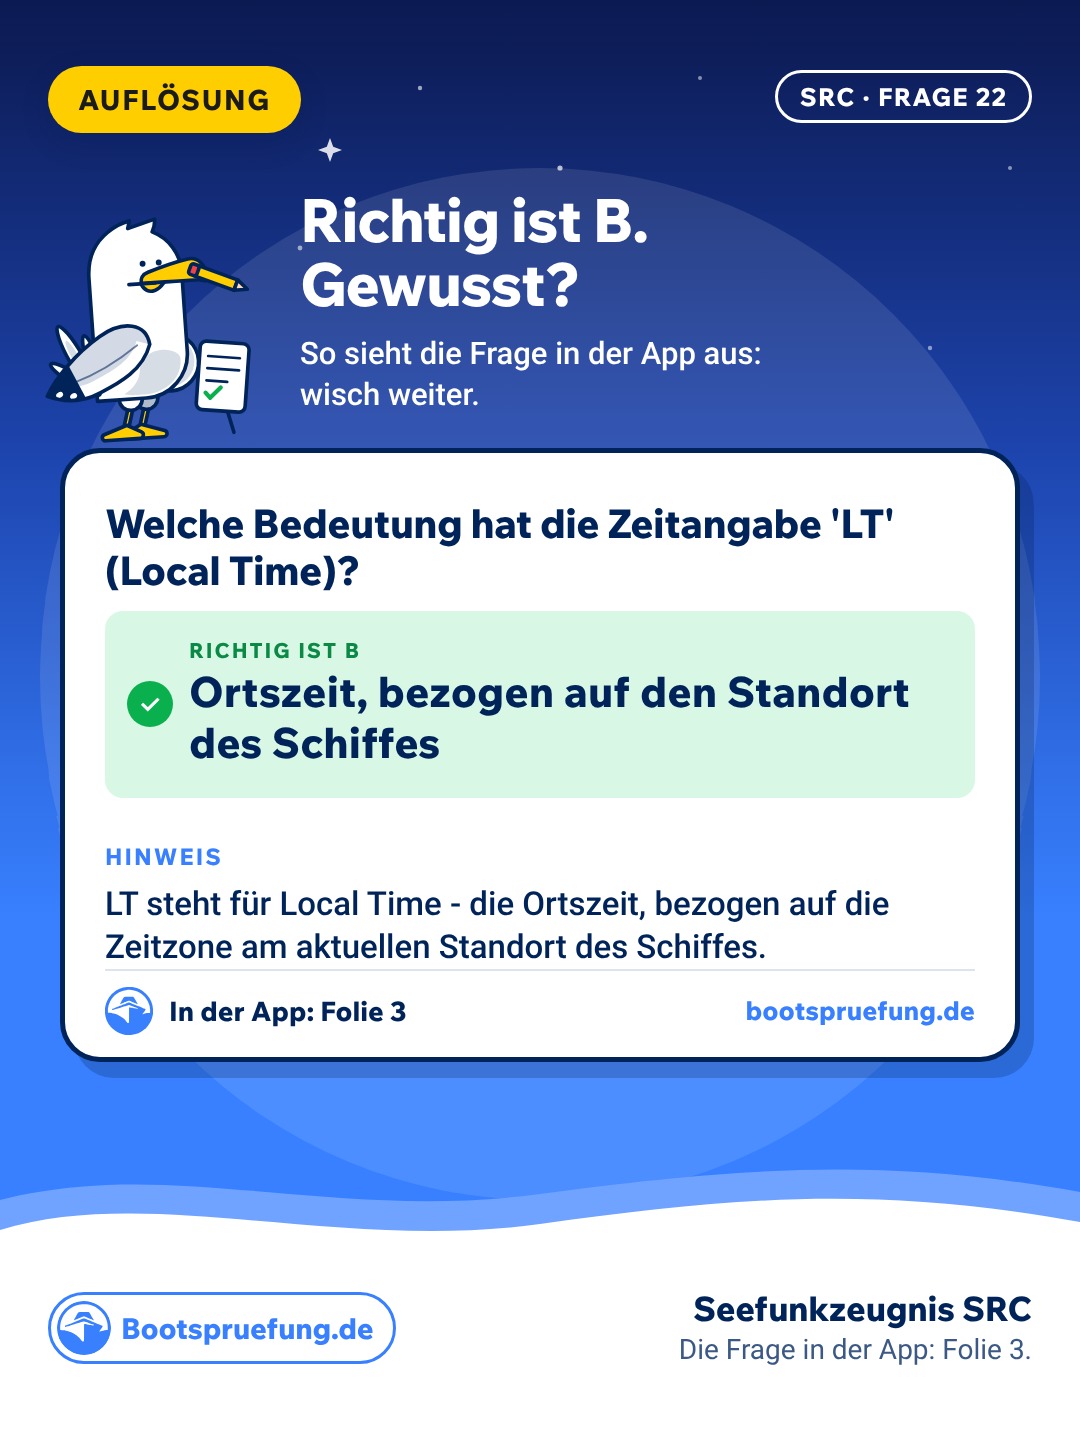 AUFLÖSUNG
SRC · FRAGE 22
Richtig ist B.
Gewusst?
So sieht die Frage in der App aus:
wisch weiter.
Welche Bedeutung hat die Zeitangabe 'LT'
(Local Time)?
RICHTIG IST B
Ortszeit, bezogen auf den Standort
des Schiffes
HINWEIS
LT steht für Local Time - die Ortszeit, bezogen auf die
Zeitzone am aktuellen Standort des Schiffes.
In der App: Folie 3
bootspruefung.de
Bootspruefung.de
Seefunkzeugnis SRC
Die Frage in der App: Folie 3.